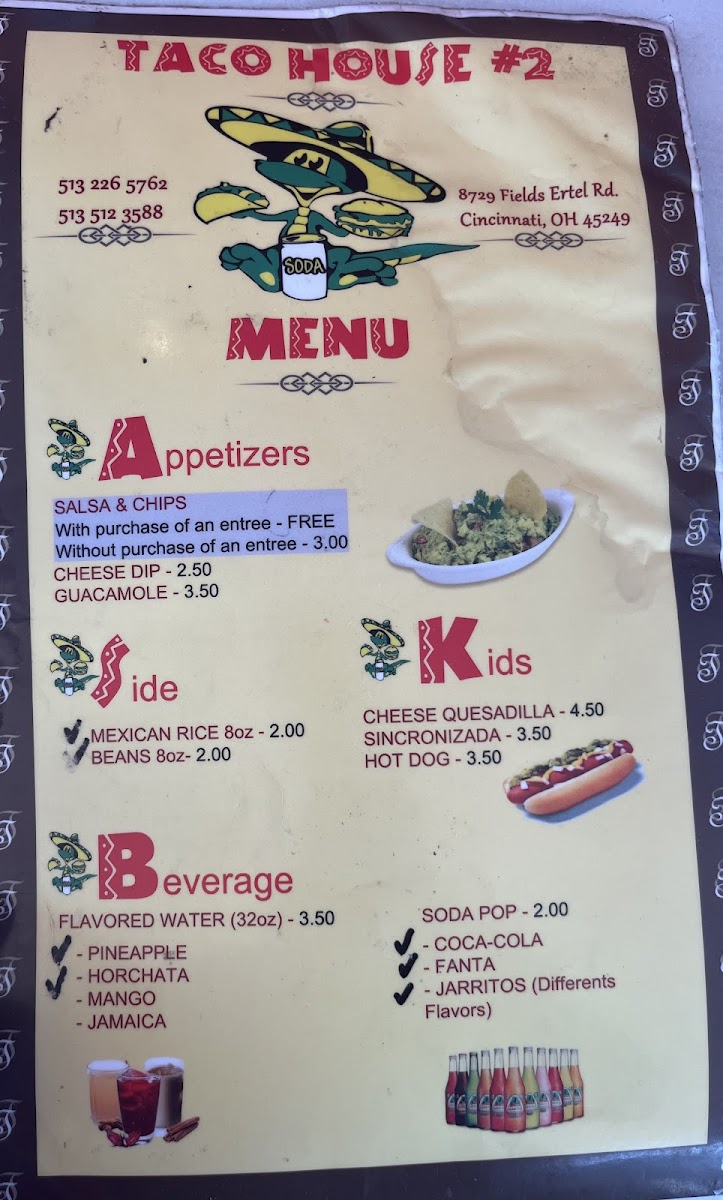 TACO HOUSE #2
513 226 5762
513 512 3588
8729 Fields Ertel Rd.
Cincinnati, OH 45249
SODA
MENU
Appetizers
SALSA & CHIPS
With purchase of an entree - FREE
Without purchase of an entree - 3.00
CHEESE DIP - 2.50
GUACAMOLE - 3.50
Side
MEXICAN RICE 8oz - 2.00
BEANS 8oz- 2.00
Kids
CHEESE QUESADILLA - 4.50
SINCRONIZADA - 3.50
HOT DOG - 3.50
Beverage
FLAVORED WATER (32oz) - 3.50
- PINEAPPLE
- HORCHATA
- MANGO
- JAMAICA
SODA POP - 2.00
- COCA-COLA
- FANTA
- JARRITOS (Differents
Flavors)